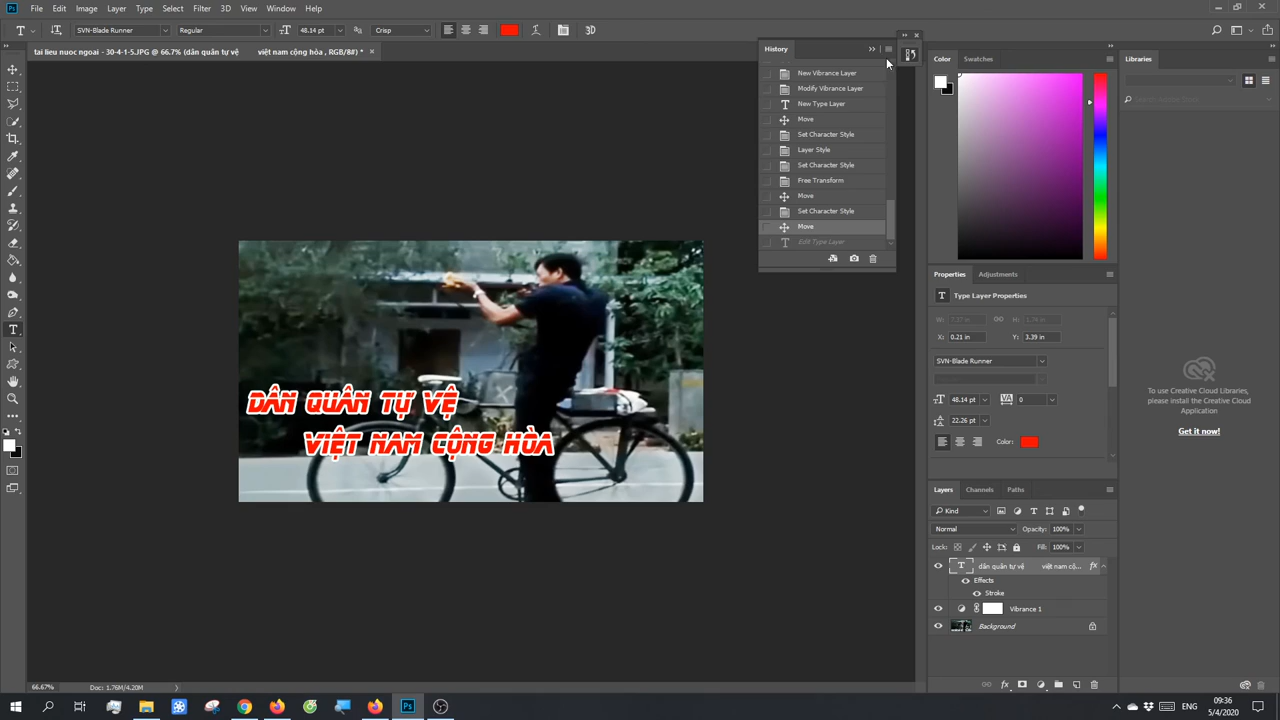 File Edit Image Layer Type Select Filter 3D View Window Help
SVN-Blade Runner Regular 48.14 pt Crisp 3D
tai lieu nuoc ngoai - 30-4-1-5.JPG @ 66.7% (dân quân tự vệ việt nam cộng hòa , RGB/8#) *
History
New Vibrance Layer
Modify Vibrance Layer
New Type Layer
Move
Set Character Style
Layer Style
Set Character Style
Free Transform
Move
Set Character Style
Move
Edit Type Layer
Color Swatches
Libraries
Properties Adjustments
Type Layer Properties
X: 0.21 in Y: 3.39 in
SVN-Blade Runner
48.14 pt 0
22.26 pt
Color:
To use Creative Cloud Libraries,
please install the Creative Cloud
Application
Get it now!
DÂN QUÂN TỰ VỆ
VIỆT NAM CỘNG HÒA
Layers Channels Paths
Kind
Normal Opacity: 100%
Lock: Fill: 100%
dân quân tự vệ việt nam cộ...
Effects
Stroke
Vibrance 1
Background
66.67% Doc: 1.76M/4.20M
ENG
09:36
5/4/2020